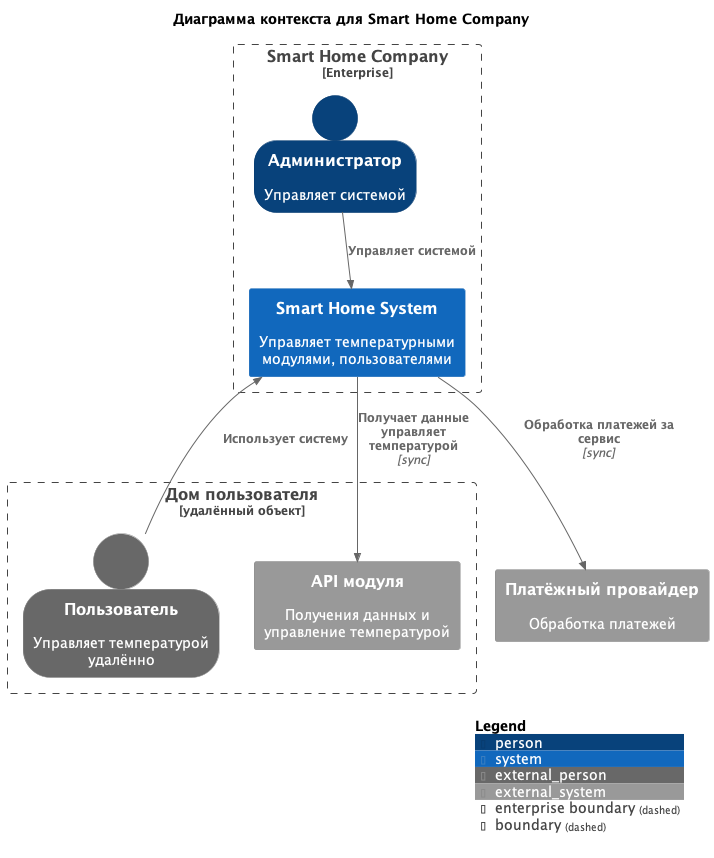 Диаграмма контекста для Smart Home Company
Smart Home Company
[Enterprise]
Администратор
Управляет системой
Управляет системой
Smart Home System
Управляет температурными
модулями, пользователями
Использует систему
Получает данные
управляет
температурой
[sync]
Обработка платежей за
сервис
[sync]
Дом пользователя
[удалённый объект]
Пользователь
Управляет температурой
удалённо
API модуля
Получения данных и
управление температурой
Платёжный провайдер
Обработка платежей
Legend
person
system
external_person
external_system
enterprise boundary (dashed)
boundary (dashed)